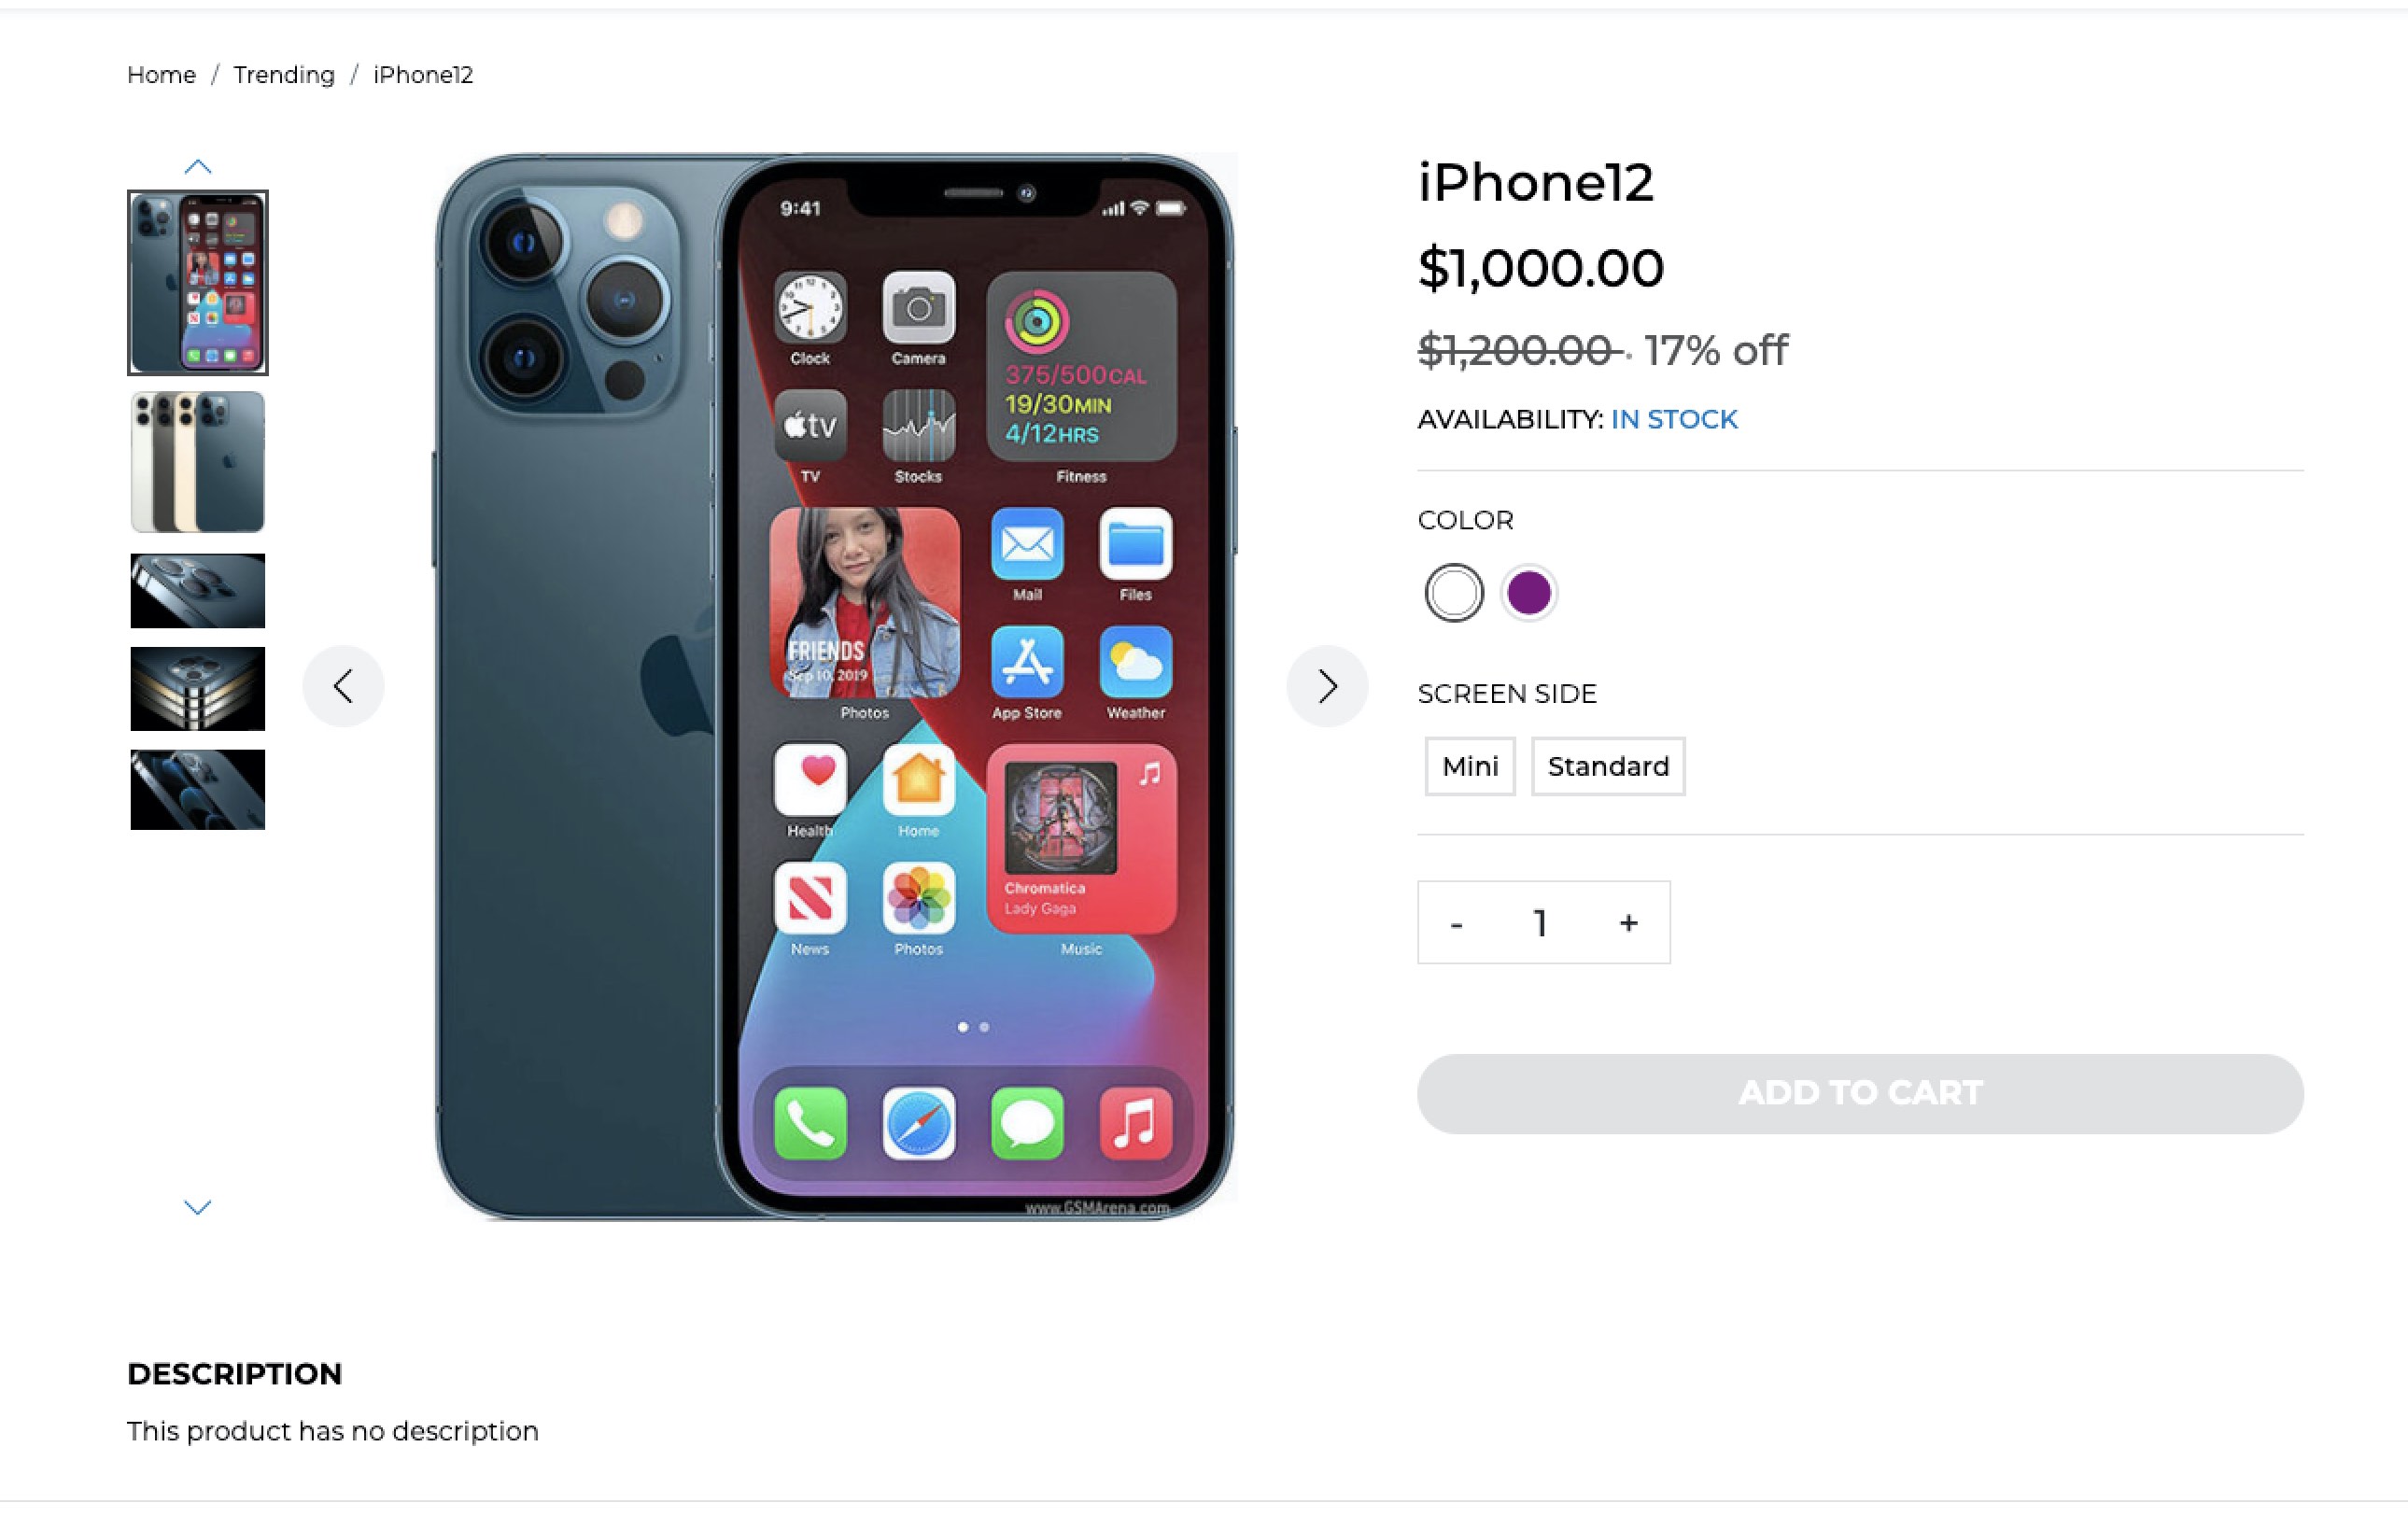 Home / Trending / iPhone12
iPhone12
$1,000.00
$1,200.00 · 17% off
AVAILABILITY: IN STOCK
COLOR
SCREEN SIDE
Mini Standard
- 1 +
ADD TO CART
9:41
Clock Camera
375/500CAL
19/30MIN
4/12HRS
tv
TV Stocks Fitness
FRIENDS
Sep 10, 2019
Mail Files
Photos App Store Weather
Health Home
Chromatica
Lady Gaga
News Photos Music
www.GSMArena.com
DESCRIPTION
This product has no description